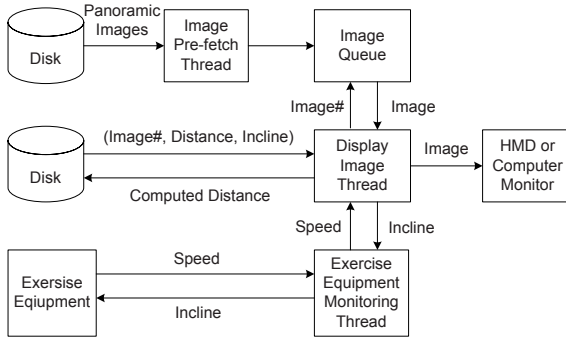 Panoramic
Images
Disk
Image
Pre-fetch
Thread
Image
Queue
Image#
Image
(Image#, Distance, Incline)
Disk
Computed Distance
Display
Image
Thread
Image
HMD or
Computer
Monitor
Speed
Incline
Exersise
Eqiupment
Speed
Incline
Exercise
Equipment
Monitoring
Thread